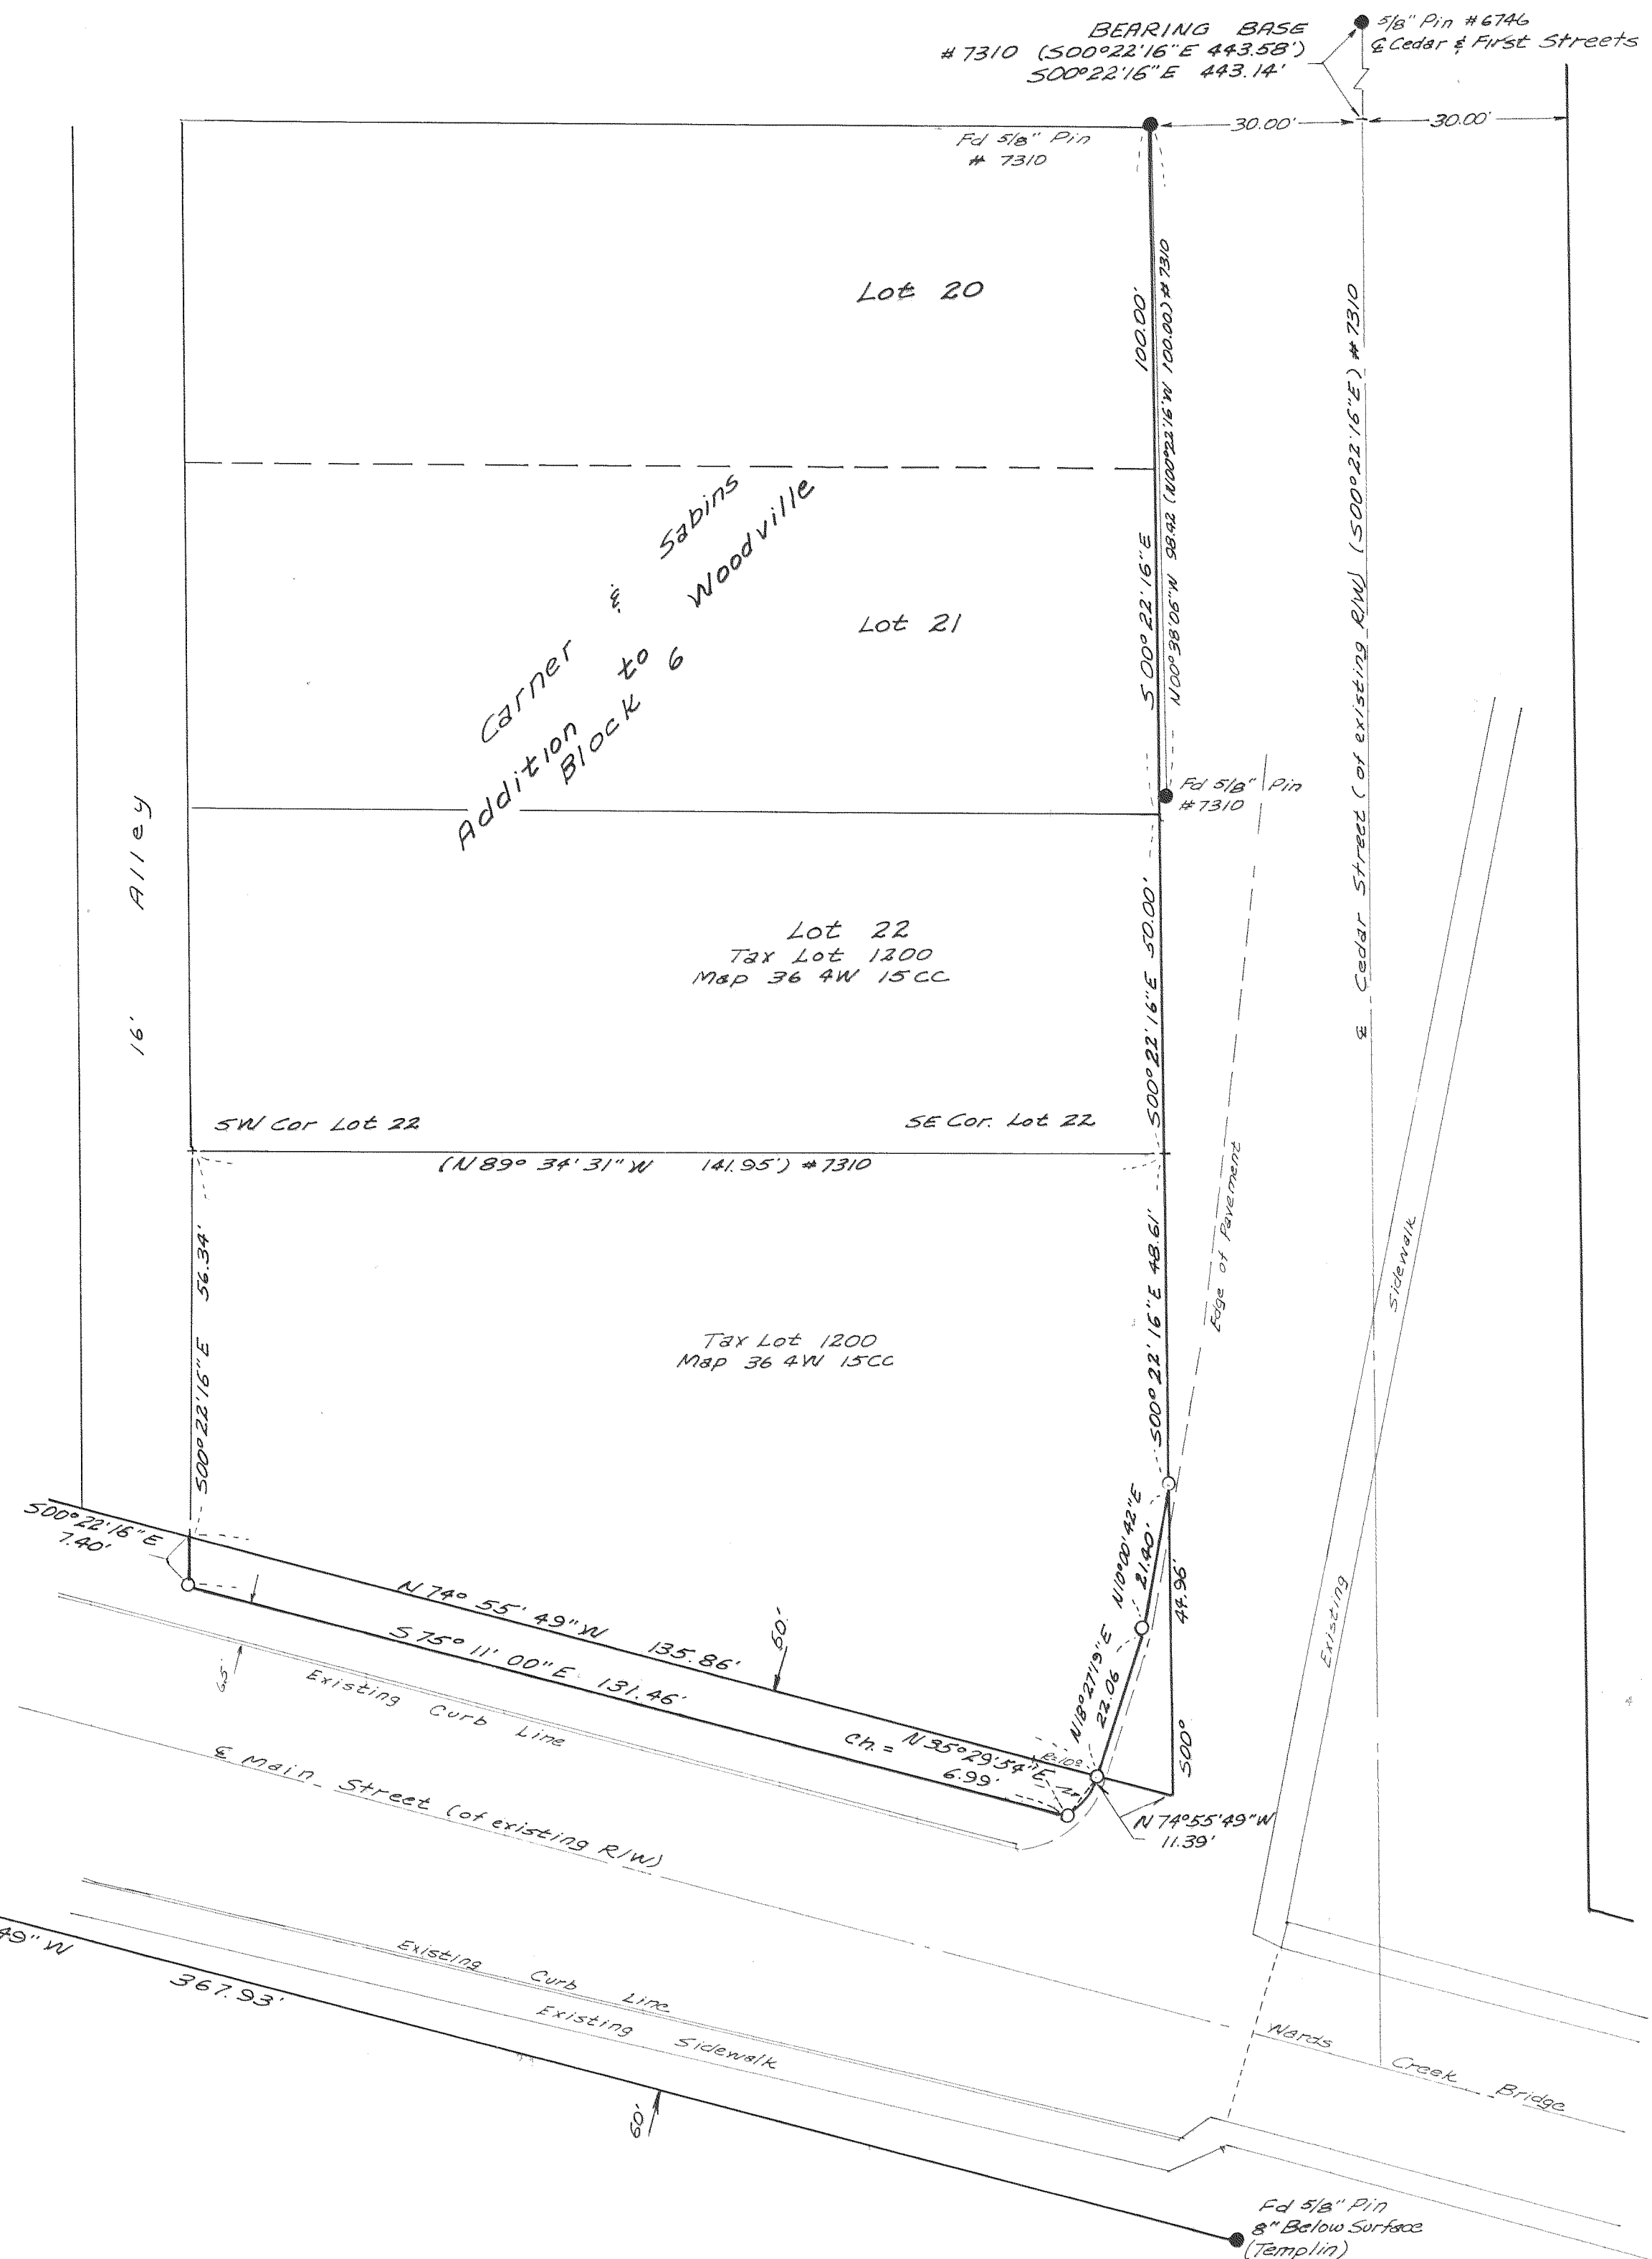 BEARING BASE
# 7310 (S00°22'16"E 443.58')
S00°22'16"E 443.14'
5/8" Pin #6746
℄ Cedar & First Streets
30.00'
30.00'
Fd 5/8" Pin
# 7310
Lot 20
100.00'
S 00° 22' 16" E
N00°38'06"W 98.42 (N00°22'16"W 100.00) # 7310
℄ Cedar Street (of existing R/W) (S00°22'16"E) # 7310
Carner & Sabins
Addition to Woodville
Block 6
Lot 21
Fd 5/8" Pin
#7310
16' Alley
Lot 22
Tax Lot 1200
Map 36 4W 15CC
S00°22'16"E 50.00'
SW Cor Lot 22
SE Cor. Lot 22
(N 89° 34' 31" W 141.95') #7310
S00°22'16"E 56.34'
S00°22'16"E 48.61'
Edge of Pavement
Existing Sidewalk
Tax Lot 1200
Map 36 4W 15CC
S00°22'16"E
7.40'
N 74° 55' 49" W 135.86'
60'
S 75° 11' 00" E 131.46'
6.5'
Existing Curb Line
N10°00'42"E
21.40'
N18°27'19"E
22.06
44.96'
S00°
Ch. = N 35°29'54"E
6.99'
N 74°55'49"W
11.39'
℄ Main Street (of existing R/W)
49" W 367.93'
Existing Curb Line
Existing Sidewalk
60'
Wards Creek Bridge
Fd 5/8" Pin
8" Below Surface
(Templin)